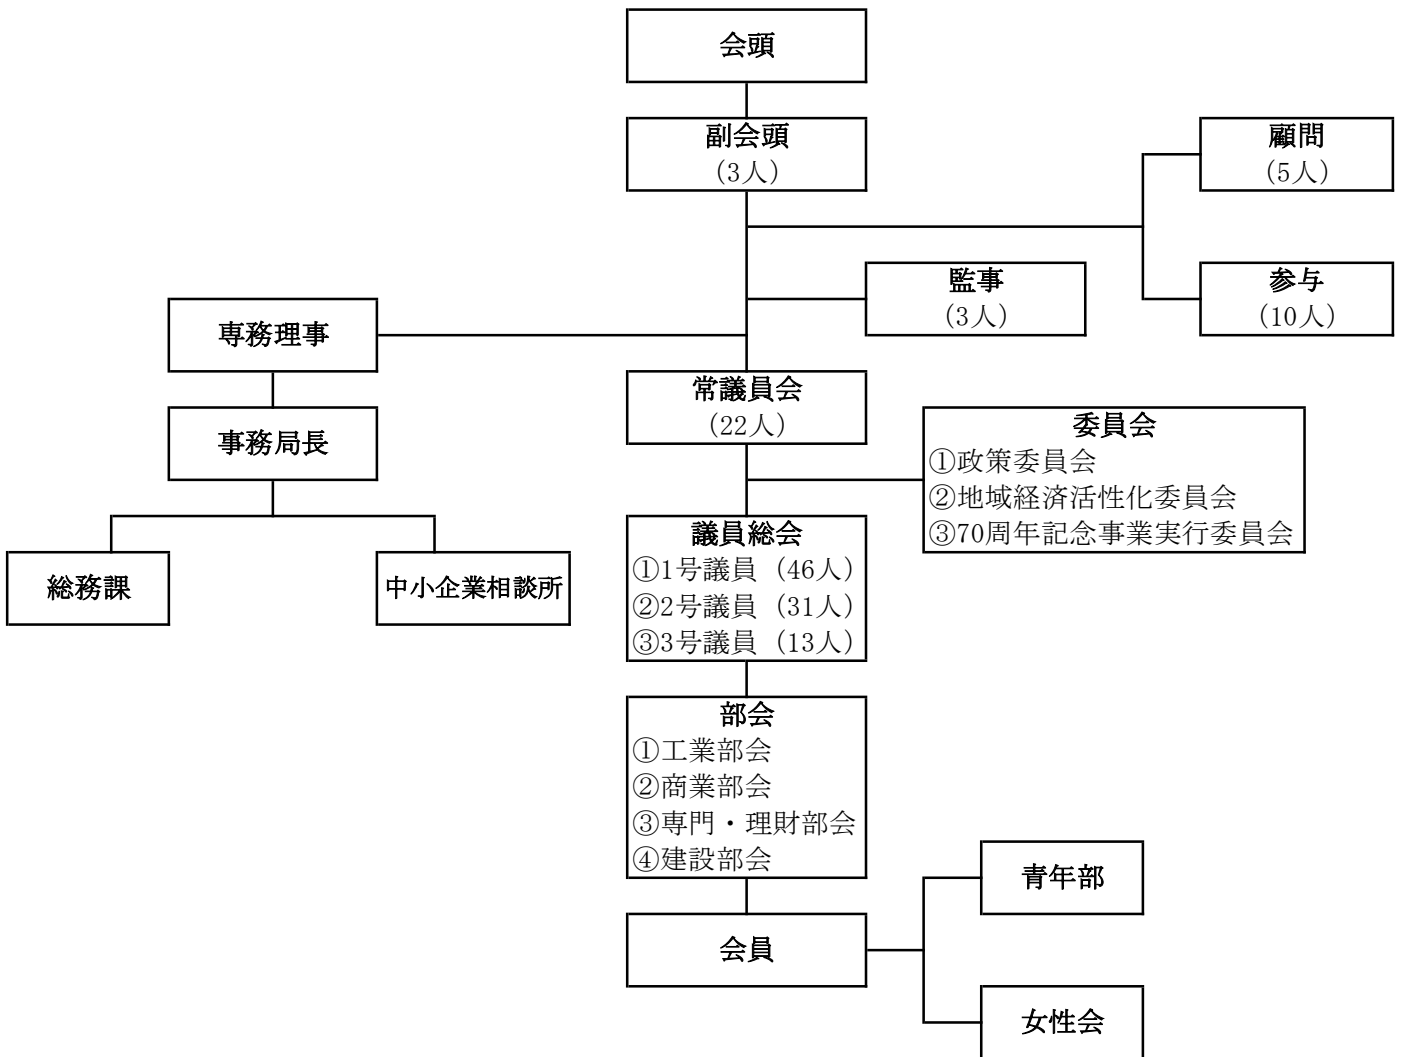 会頭
副会頭
（3人）
顧問
（5人）
監事
（3人）
参与
（10人）
専務理事
常議員会
（22人）
事務局長
委員会
①政策委員会
②地域経済活性化委員会
③70周年記念事業実行委員会
総務課
中小企業相談所
議員総会
①1号議員（46人）
②2号議員（31人）
③3号議員（13人）
部会
①工業部会
②商業部会
③専門・理財部会
④建設部会
青年部
会員
女性会